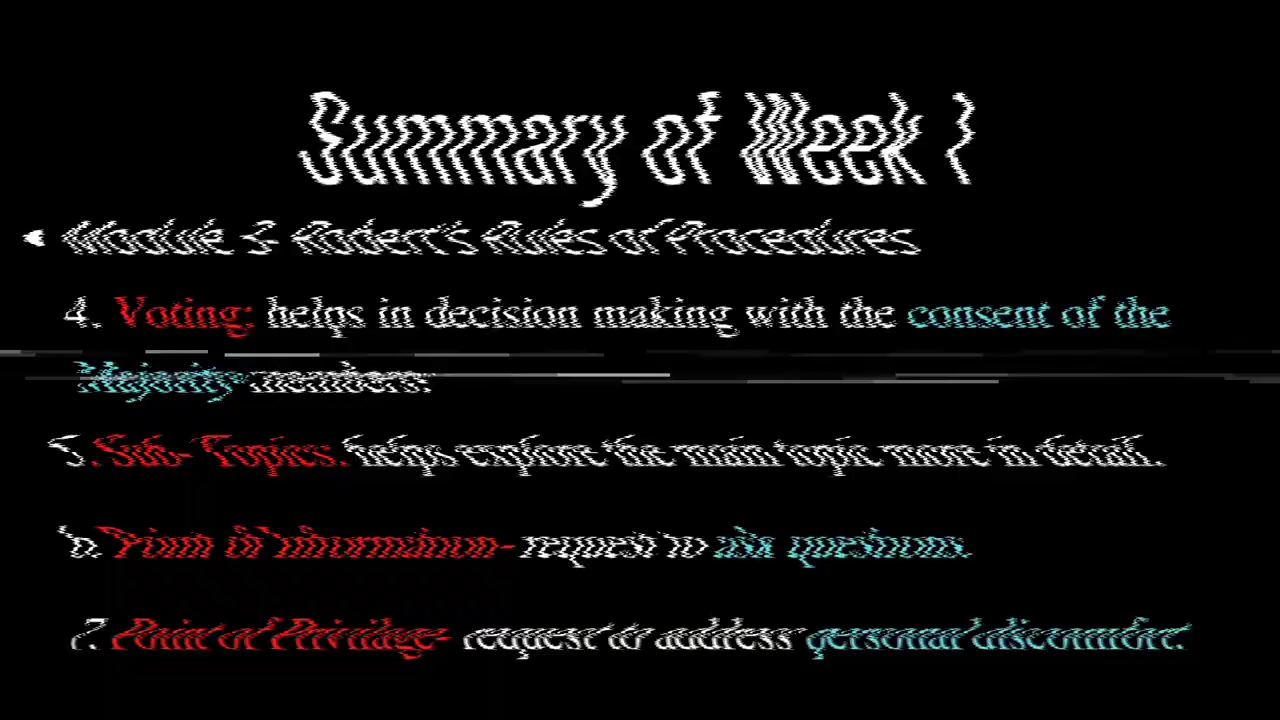 Summary of Week 1
Module 3- Robert's Rules of Procedures
4. Voting: helps in decision making with the consent of the
Majority members.
5. Sub- Topics: helps explore the main topic more in detail.
6. Point of Information- request to ask questions.
7. Point of Privilege- request to address personal discomfort.